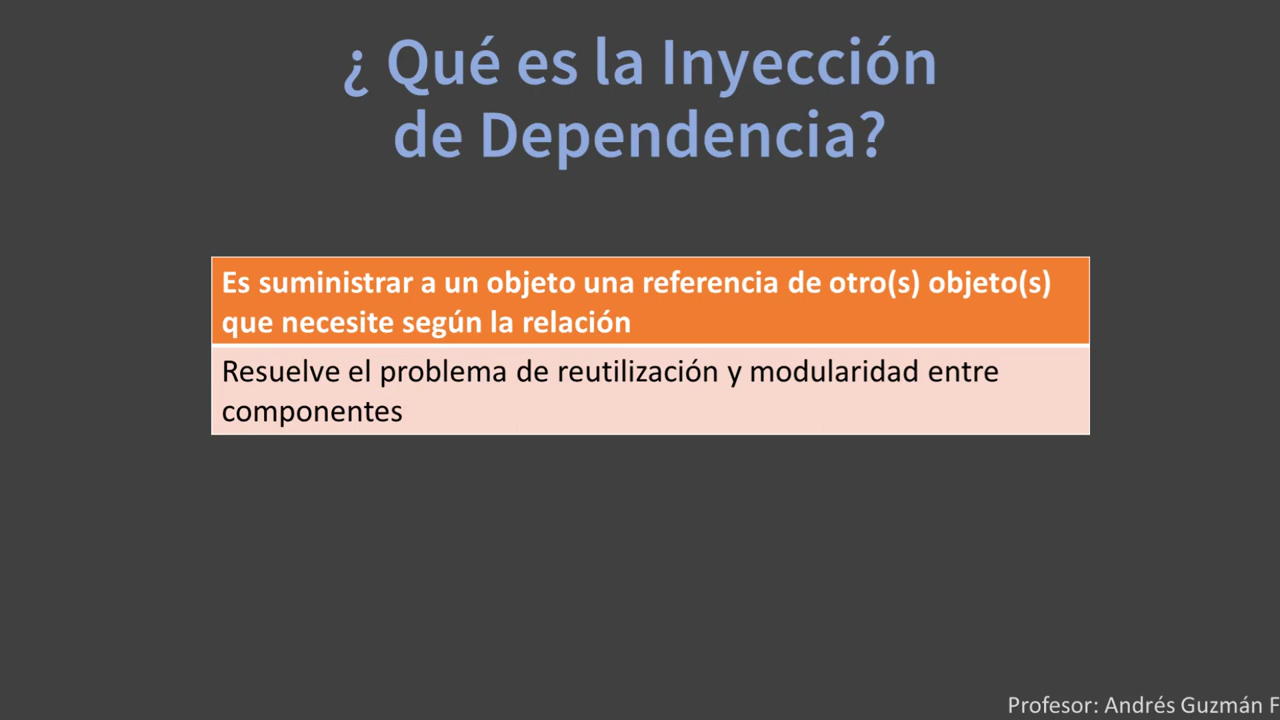 ¿ Qué es la Inyección
de Dependencia?
Es suministrar a un objeto una referencia de otro(s) objeto(s)
que necesite según la relación
Resuelve el problema de reutilización y modularidad entre
componentes
Profesor: Andrés Guzmán F